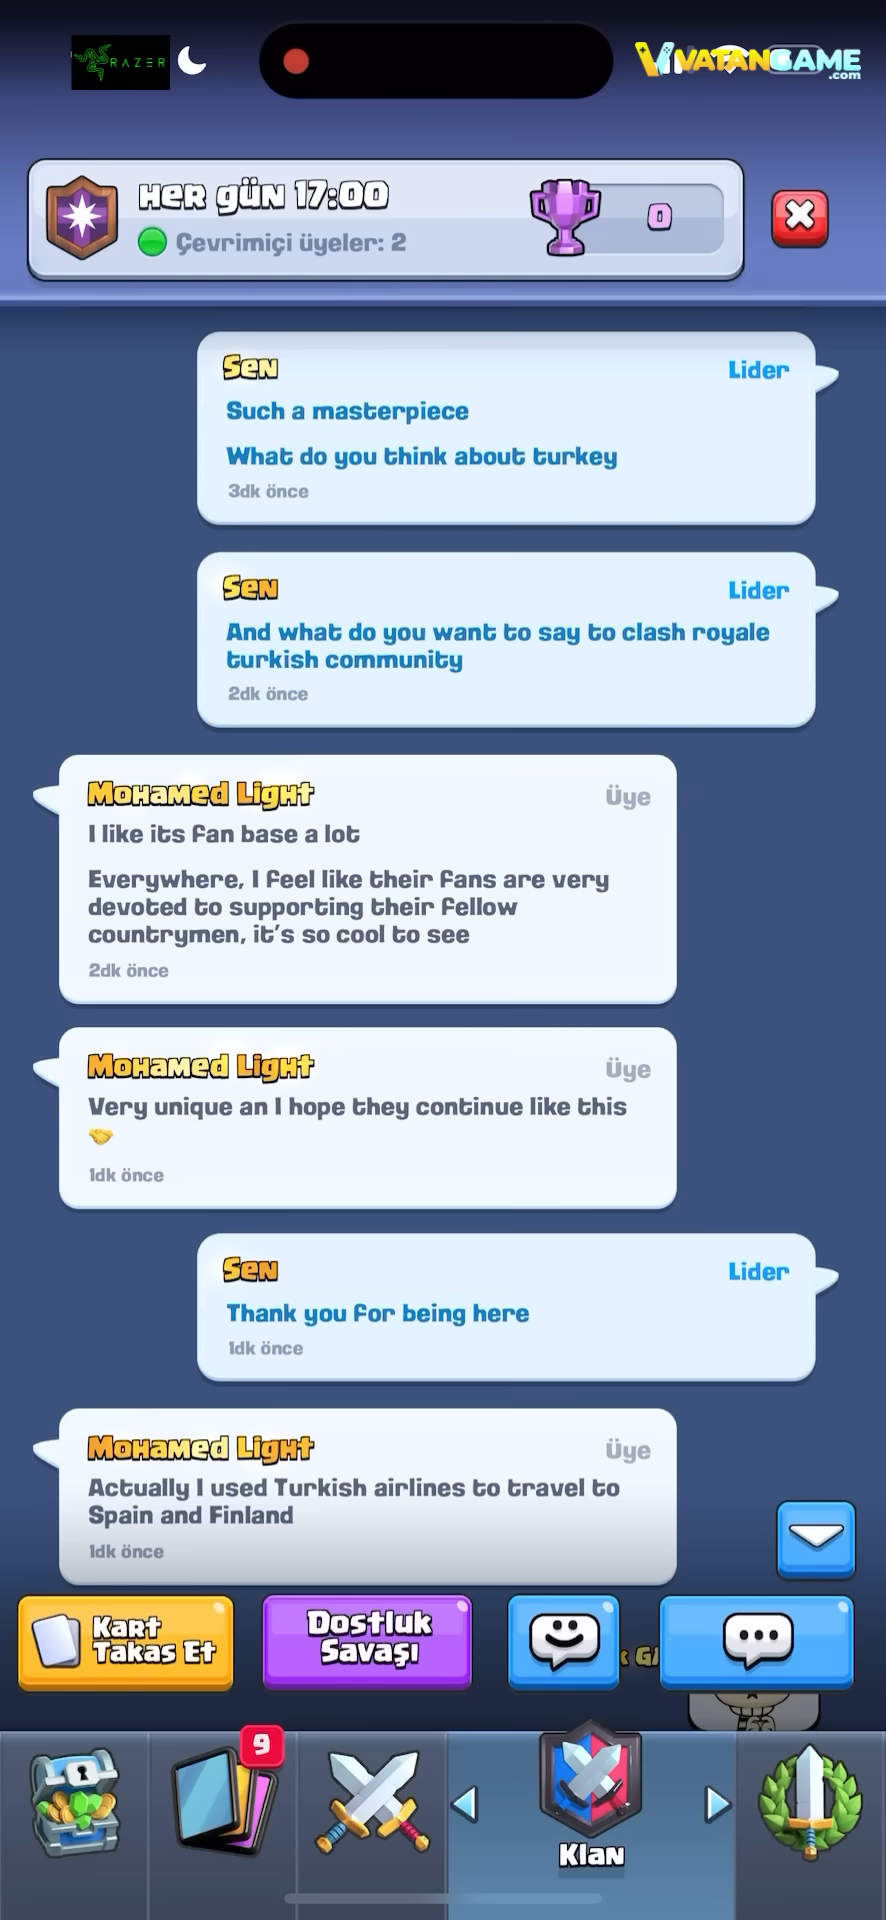 RAZER
VATANGAME
.com
Her gün 17:00
0
Çevrimiçi üyeler: 2
Sen
Lider
Such a masterpiece
What do you think about turkey
3dk önce
Sen
Lider
And what do you want to say to clash royale
turkish community
2dk önce
Mohamed Light
Üye
I like its fan base a lot
Everywhere, I feel like their fans are very
devoted to supporting their fellow
countrymen, it's so cool to see
2dk önce
Mohamed Light
Üye
Very unique an I hope they continue like this
🤝
1dk önce
Sen
Lider
Thank you for being here
1dk önce
Mohamed Light
Üye
Actually I used Turkish airlines to travel to
Spain and Finland
1dk önce
Kart
Takas Et
Dostluk
Savaşı
9
Klan